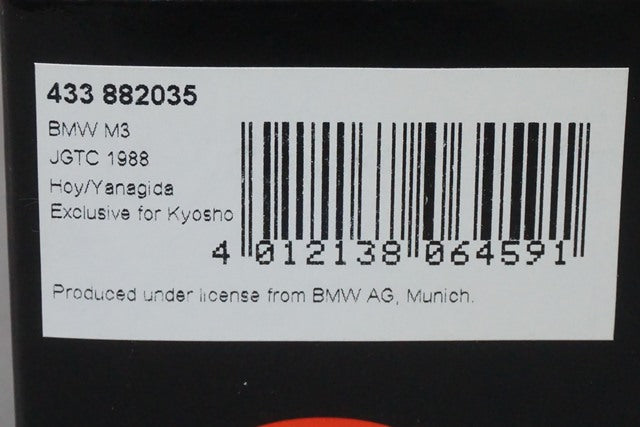 433 882035
BMW M3
JGTC 1988
Hoy/Yanagida
Exclusive for Kyosho
4 012138 064591
Produced under license from BMW AG, Munich.